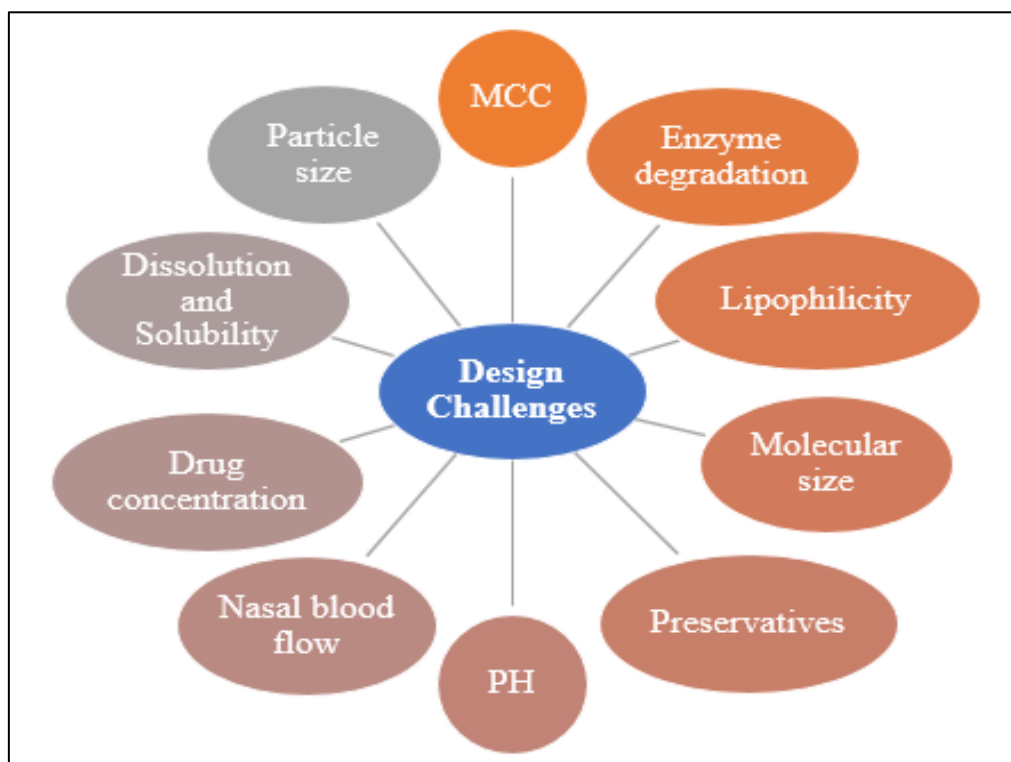 MCC
Enzyme
degradation
Lipophilicity
Molecular
size
Preservatives
PH
Nasal blood
flow
Drug
concentration
Dissolution
and
Solubility
Particle
size
Design
Challenges